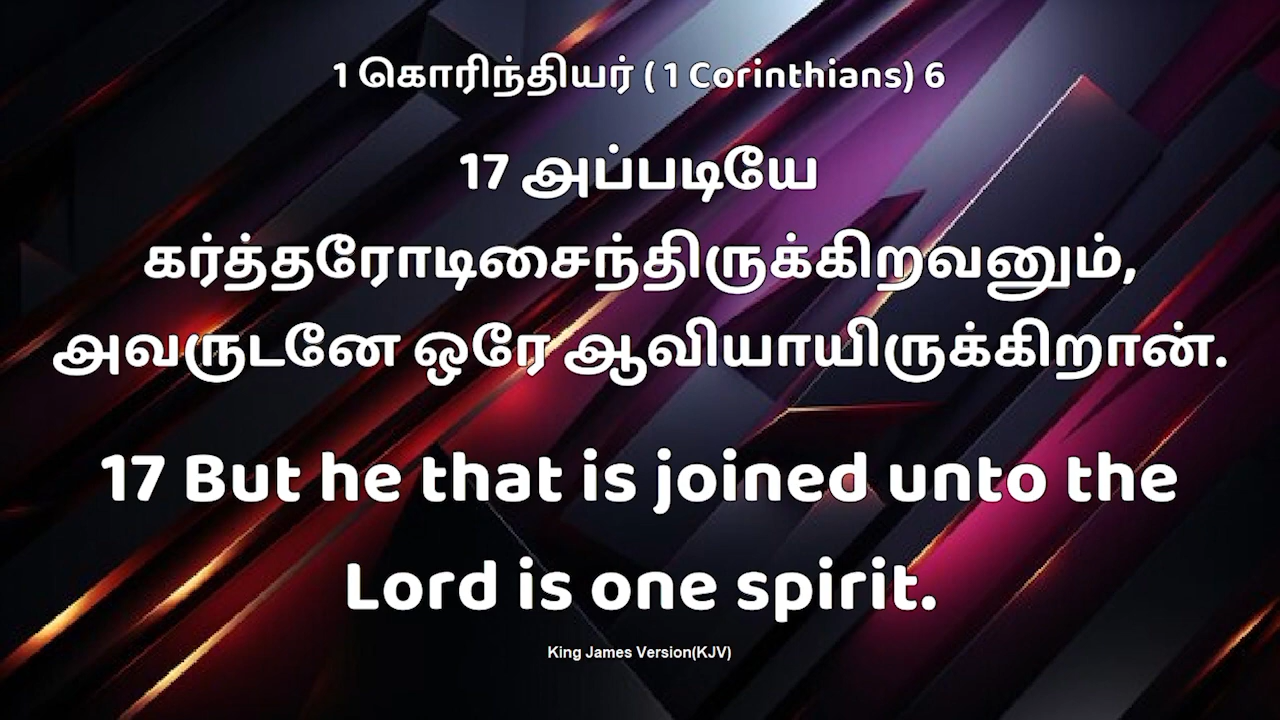 1 கொரிந்தியர் ( 1 Corinthians) 6
17 அப்படியே
கர்த்தரோடிசைந்திருக்கிறவனும்,
அவருடனே ஒரே ஆவியாயிருக்கிறான்.
17 But he that is joined unto the
Lord is one spirit.
King James Version(KJV)